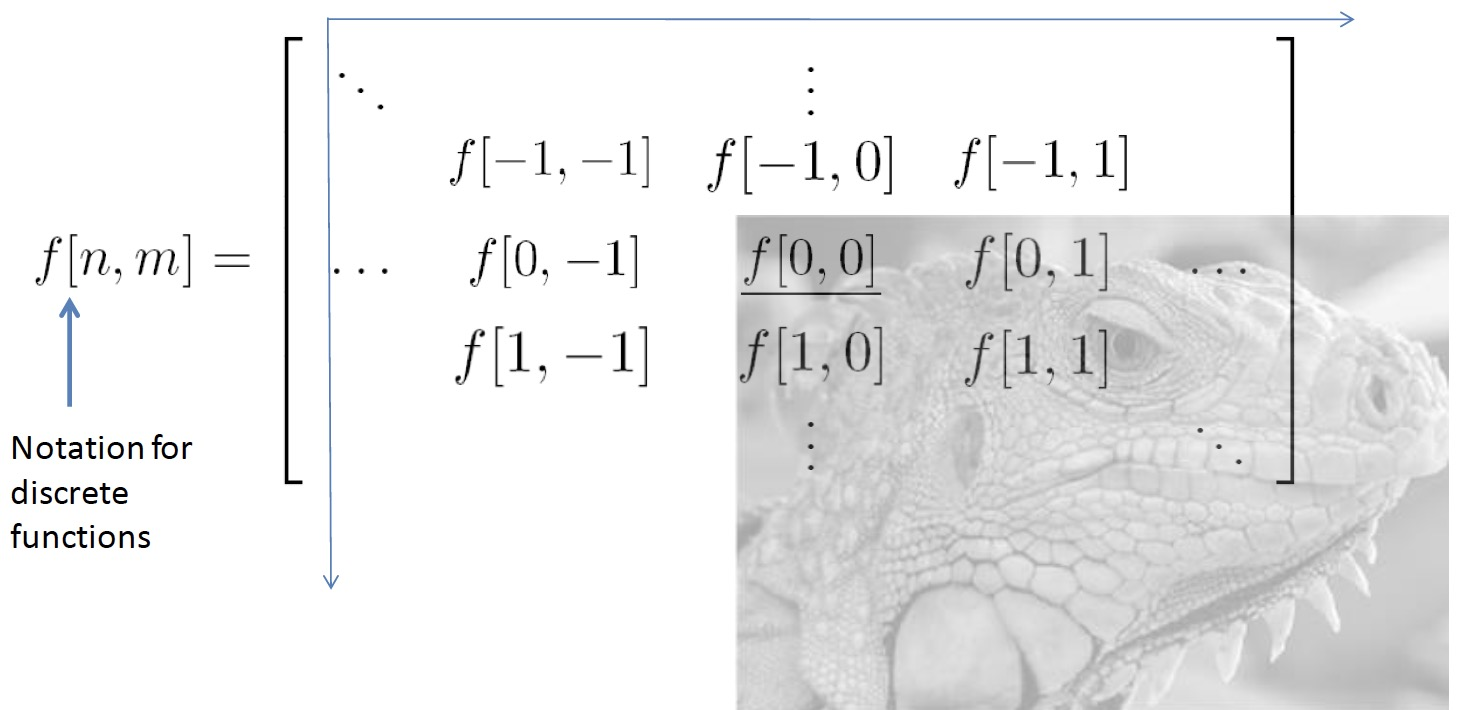 ⋱ ⋮
f[−1, −1] f[−1, 0] f[−1, 1]
f[n, m] = … f[0, −1] f[0, 0] f[0, 1] …
f[1, −1] f[1, 0] f[1, 1]
⋮ ⋱
Notation for
discrete
functions